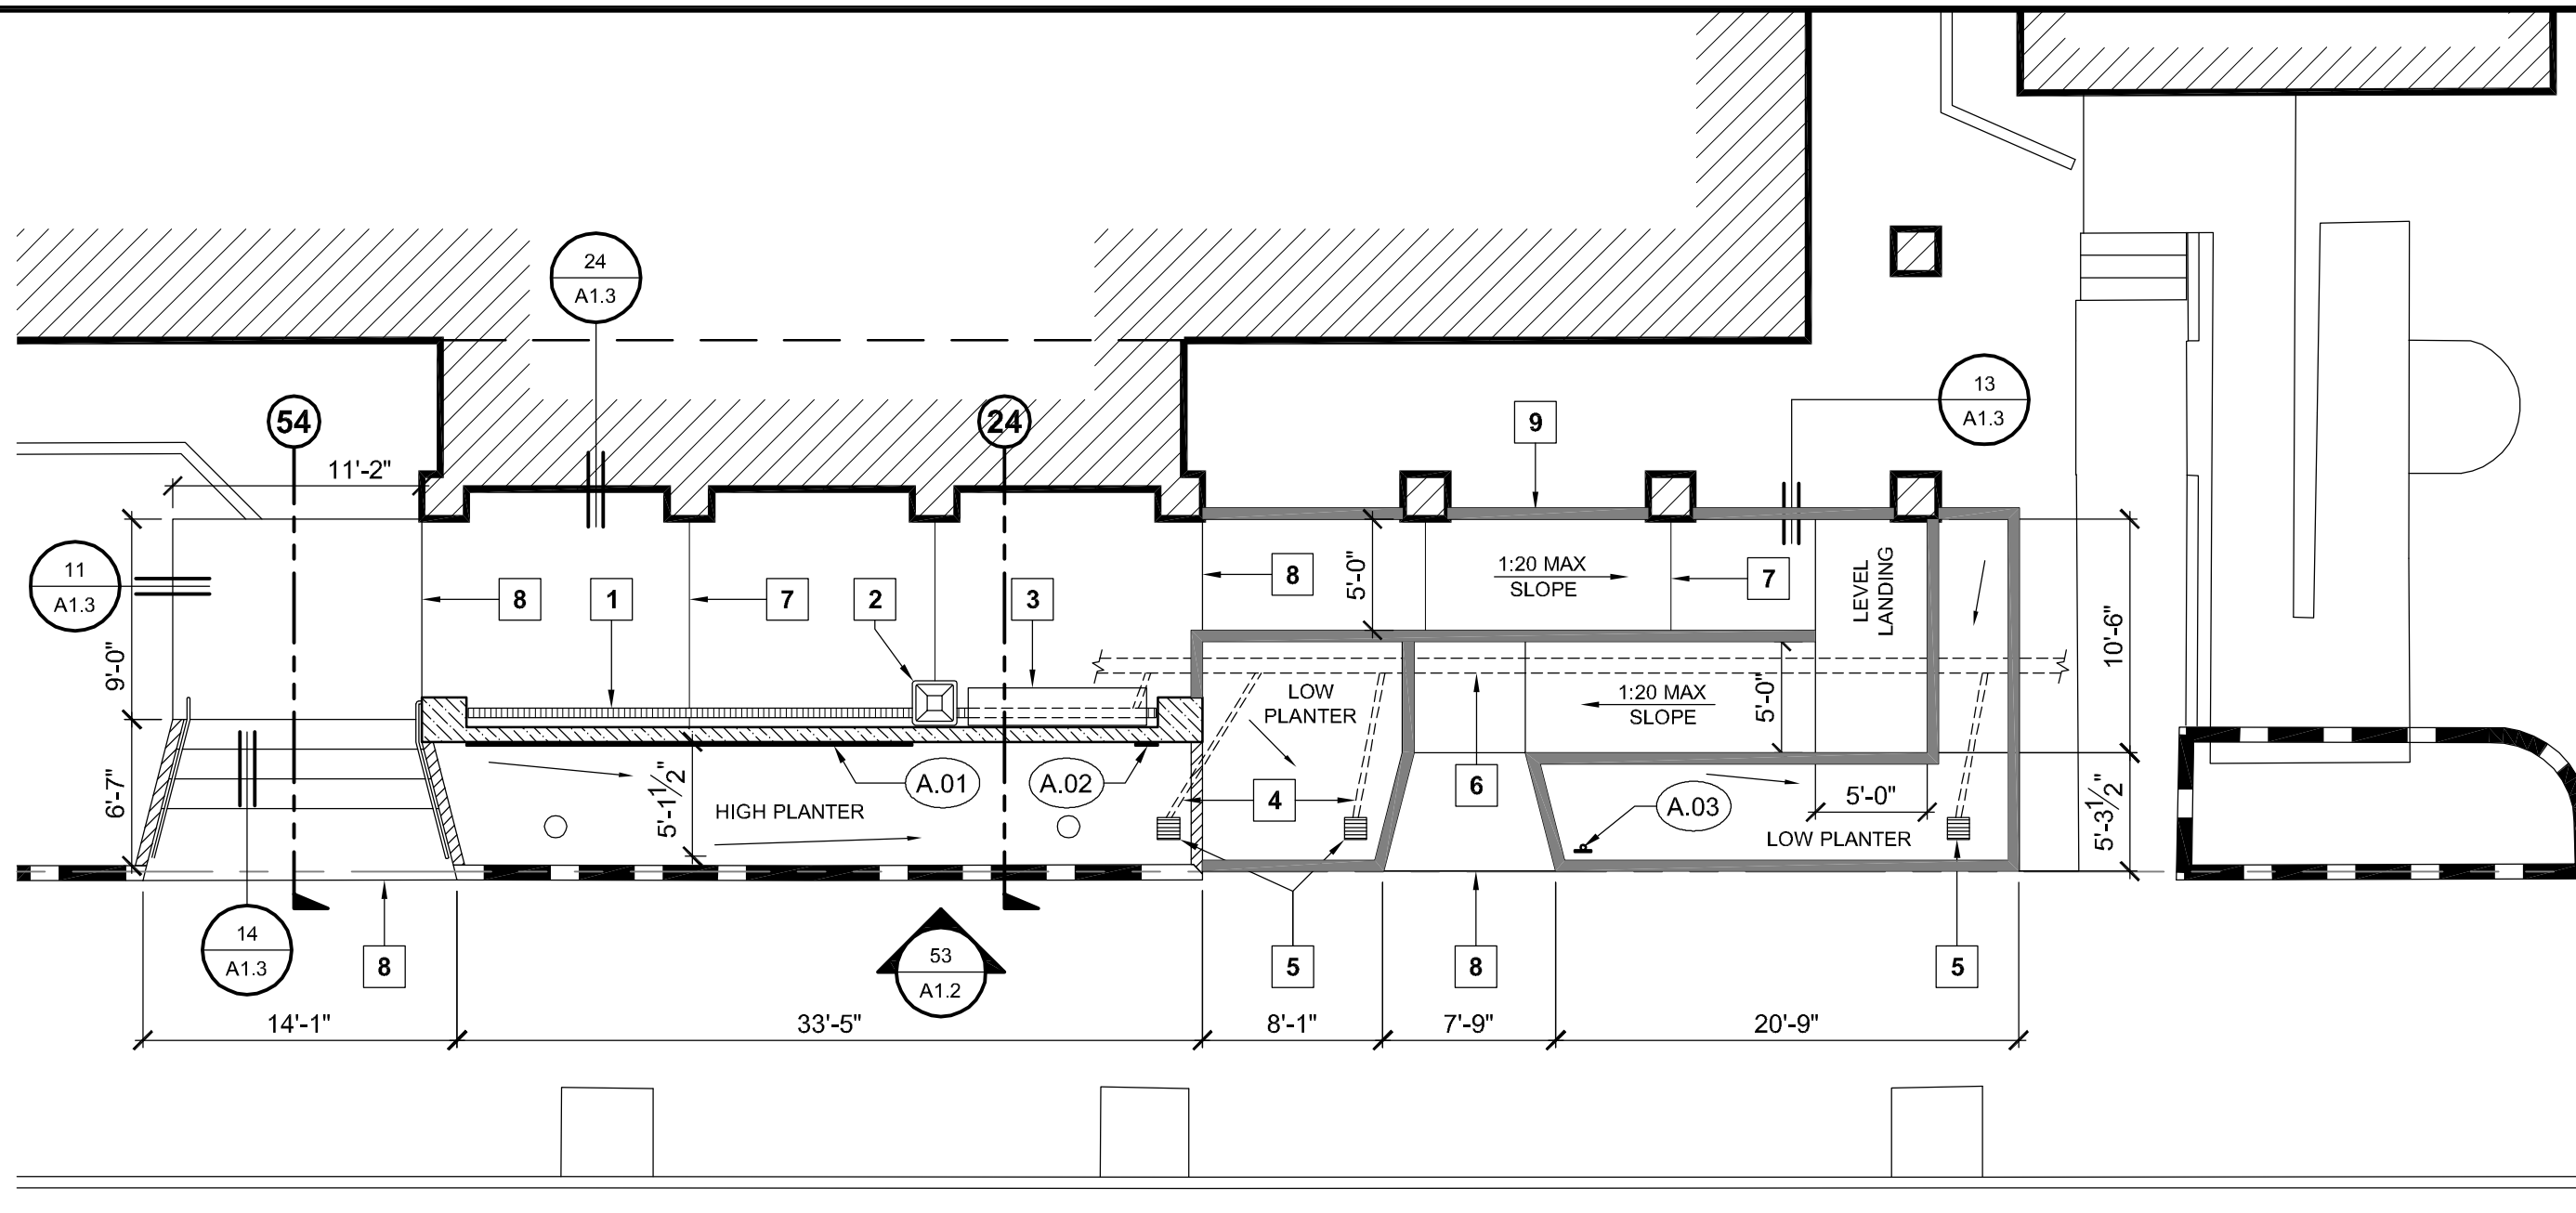 24
A1.3
54
24
13
A1.3
9
11'-2"
11
A1.3
8
1
7
2
3
8
5'-0"
1:20 MAX
SLOPE
7
LEVEL
LANDING
10'-6"
9'-0"
LOW
PLANTER
1:20 MAX
SLOPE
5'-0"
6'-7"
5'-1 1/2"
HIGH PLANTER
A.01
A.02
4
6
A.03
5'-0"
LOW PLANTER
5'-3 1/2"
14
A1.3
8
53
A1.2
5
8
5
14'-1"
33'-5"
8'-1"
7'-9"
20'-9"